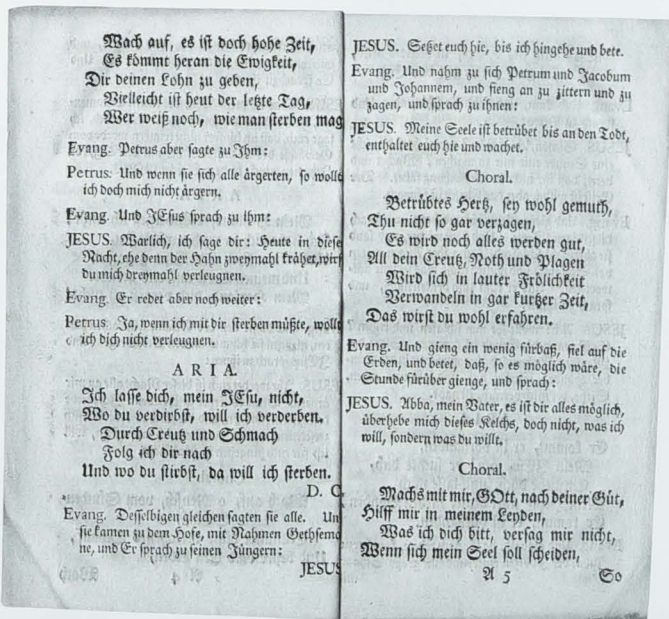 Wach auf, es ist doch hohe Zeit,
Es kömmt heran die Ewigkeit,
Dir deinen Lohn zu geben,
Vielleicht ist heut der letzte Tag,
Wer weiß noch, wie man sterben mag
Evang. Petrus aber sagte zu Ihm:
Petrus: Und wenn sie sich alle ärgerten, so wollt
ich doch mich nicht ärgern.
Evang. Und JEsus sprach zu ihm:
JESUS. Warlich, ich sage dir: Heute in diese
Nacht, ehe denn der Hahn zweymahl krähet, wirst
du mich dreymahl verleugnen.
Evang. Er redet aber noch weiter:
Petrus: Ja, wenn ich mit dir sterben müßte, wollt
ich dich nicht verleugnen.
ARIA.
Ich lasse dich, mein JEsu, nicht,
Wo du verdirbst, will ich verderben.
Durch Creutz und Schmach
Folg ich dir nach
Und wo du stirbst, da will ich sterben.
D. C
Evang. Desselbigen gleichen sagten sie alle. Un
sie kamen zu dem Hofe, mit Nahmen Gethsema
ne, und Er sprach zu seinen Jüngern:
JESUS
JESUS. Setzet euch hie, bis ich hingehe und bete.
Evang. Und nahm zu sich Petrum und Jacobum
und Johannem, und fieng an zu zittern und zu
zagen, und sprach zu ihnen:
JESUS. Meine Seele ist betrübet bis an den Todt,
enthaltet euch hie und wachet.
Choral.
Betrübtes Hertz, sey wohl gemuth,
Thu nicht so gar verzagen,
Es wird noch alles werden gut,
All dein Creutz, Noth und Plagen
Wird sich in lauter Frölichkeit
Verwandeln in gar kurtzer Zeit,
Das wirst du wohl erfahren.
Evang. Und gieng ein wenig fürbaß, fiel auf die
Erden, und betet, daß, so es möglich wäre, die
Stunde fürüber gienge, und sprach:
JESUS. Abba, mein Vater, es ist dir alles möglich,
überhebe mich dieses Kelchs, doch nicht, was ich
will, sondern was du willt.
Choral.
Machs mit mir, GOtt, nach deiner Güt,
Hilff mir in meinem Leyden,
Was ich dich bitt, versag mir nicht,
Wenn sich mein Seel soll scheiden,
A 5 So